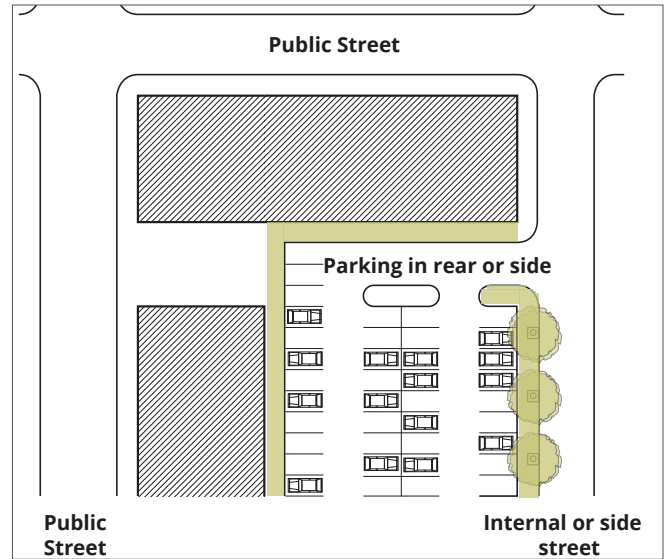 Public Street
Parking in rear or side
Public
Street
Internal or side
street